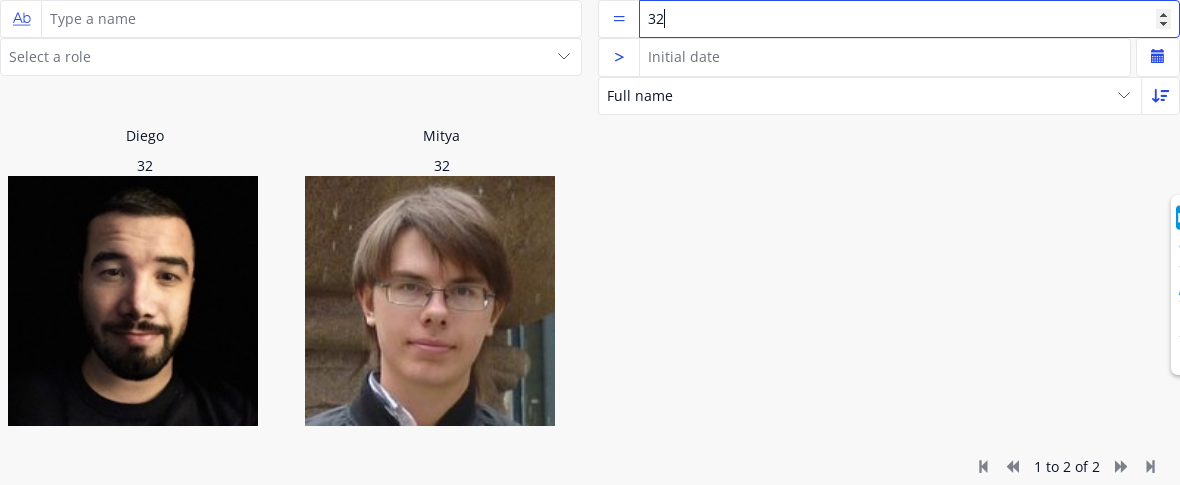 Ab Type a name
= 32
Select a role
> Initial date
Full name
Diego
Mitya
32
32
1 to 2 of 2